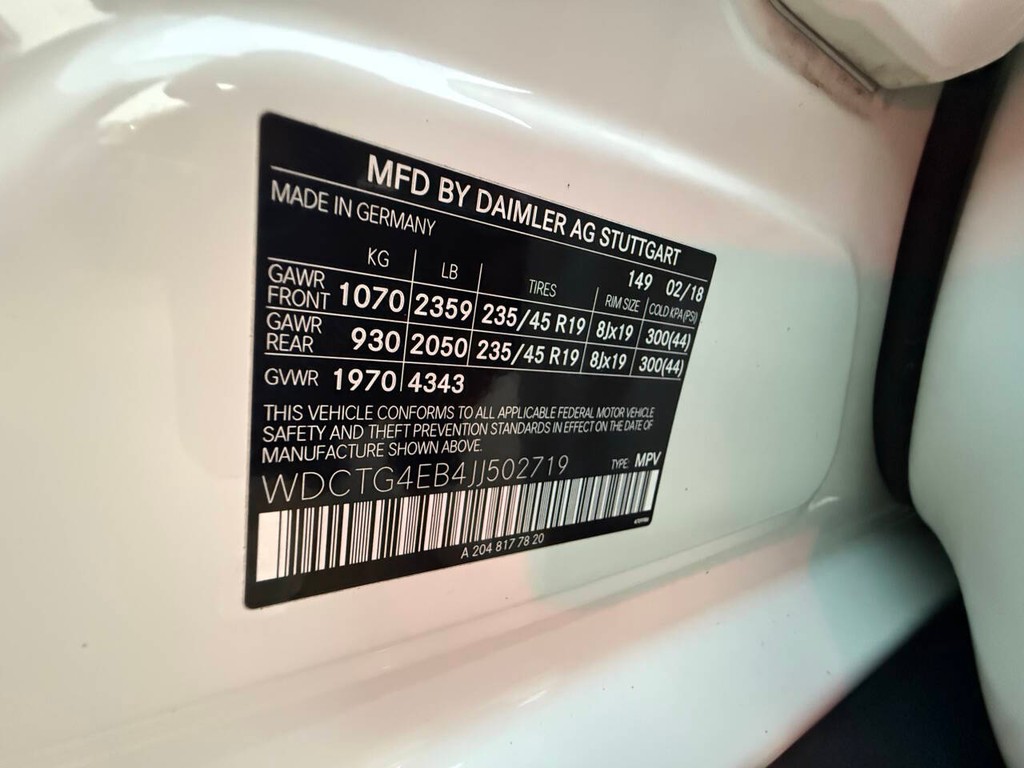 MFD BY DAIMLER AG STUTTGART
MADE IN GERMANY 149 02/18
KG LB TIRES RIM SIZE COLD KPA(PSI)
GAWR FRONT 1070 2359 235/45 R19 8Jx19 300(44)
GAWR REAR 930 2050 235/45 R19 8Jx19 300(44)
GVWR 1970 4343
THIS VEHICLE CONFORMS TO ALL APPLICABLE FEDERAL MOTOR VEHICLE
SAFETY AND THEFT PREVENTION STANDARDS IN EFFECT ON THE DATE OF
MANUFACTURE SHOWN ABOVE.
WDCTG4EB4JJ502719 TYPE: MPV
A 204 817 78 20